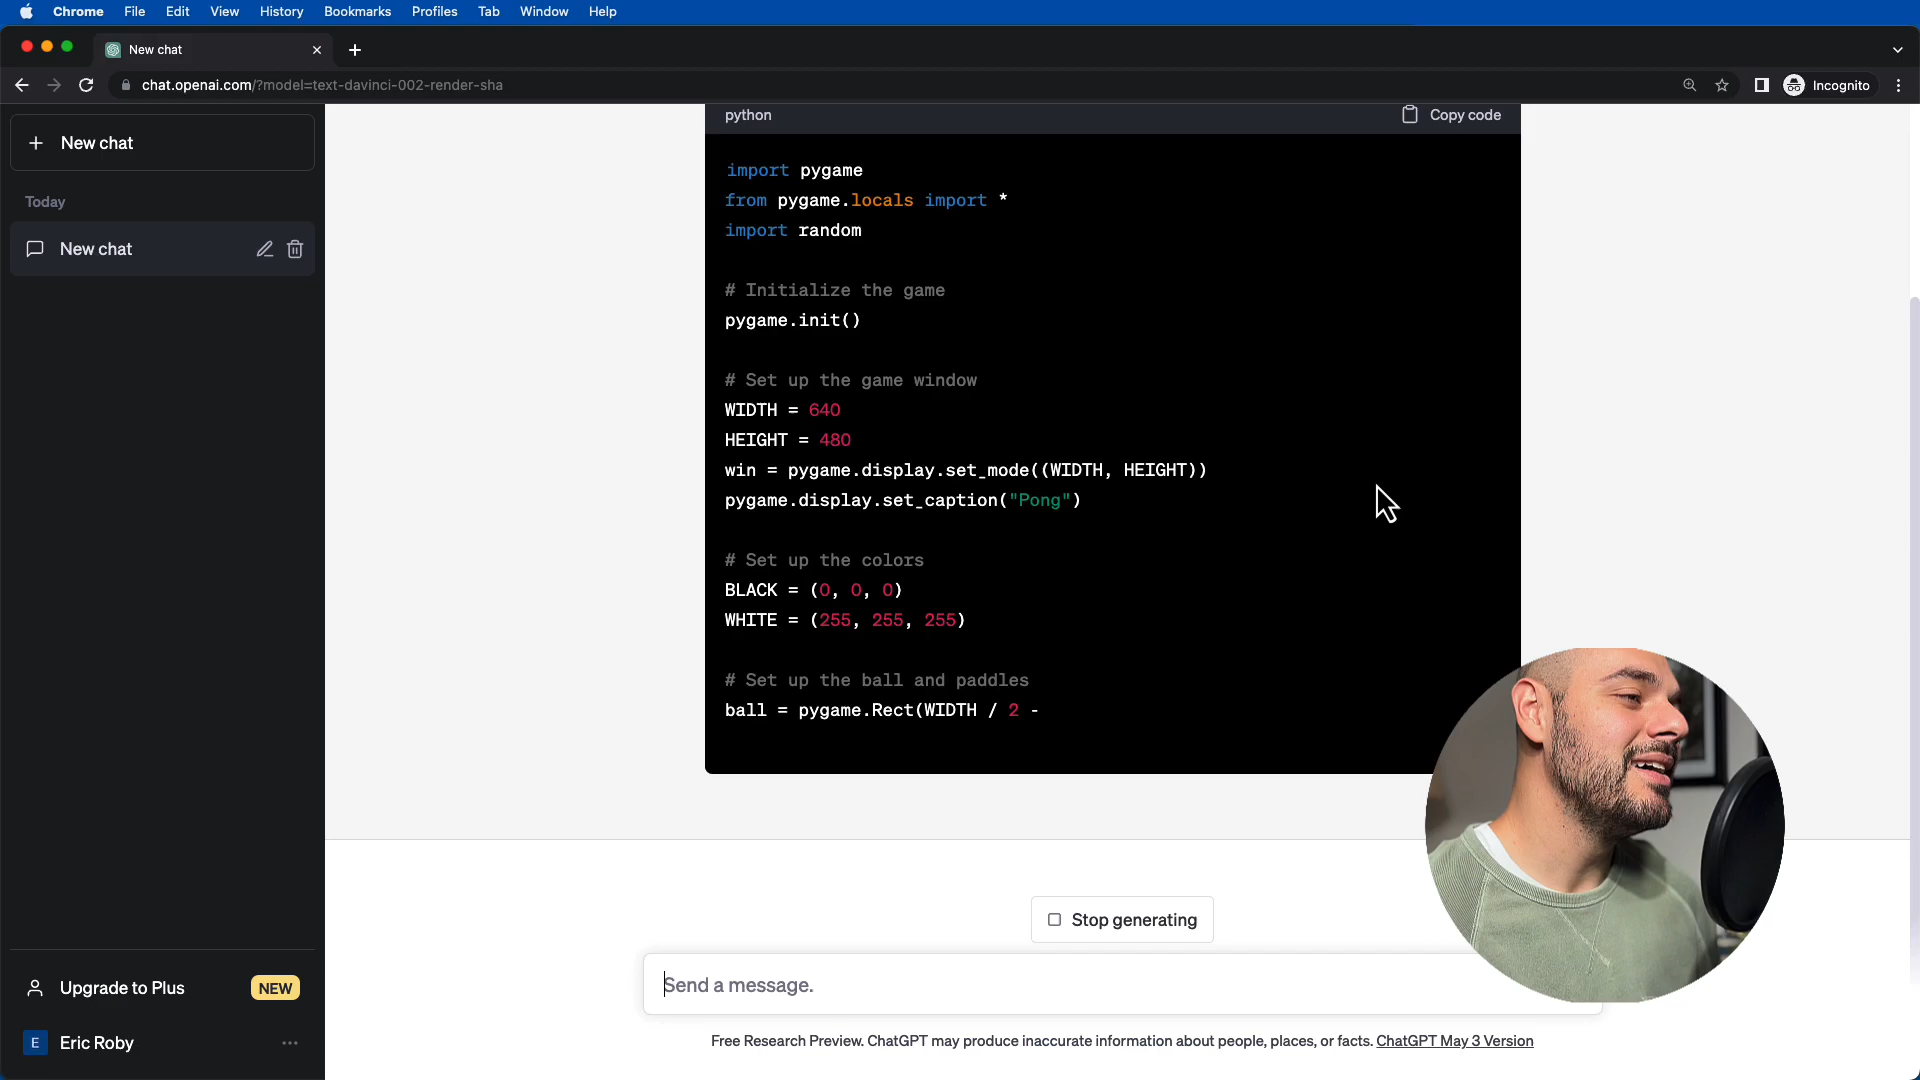 Chrome File Edit View History Bookmarks Profiles Tab Window Help
New chat
chat.openai.com/?model=text-davinci-002-render-sha
Incognito
New chat
Today
New chat
python
Copy code
import pygame
from pygame.locals import *
import random
# Initialize the game
pygame.init()
# Set up the game window
WIDTH = 640
HEIGHT = 480
win = pygame.display.set_mode((WIDTH, HEIGHT))
pygame.display.set_caption("Pong")
# Set up the colors
BLACK = (0, 0, 0)
WHITE = (255, 255, 255)
# Set up the ball and paddles
ball = pygame.Rect(WIDTH / 2 -
Stop generating
Send a message.
Free Research Preview. ChatGPT may produce inaccurate information about people, places, or facts. ChatGPT May 3 Version
Upgrade to Plus
NEW
E
Eric Roby